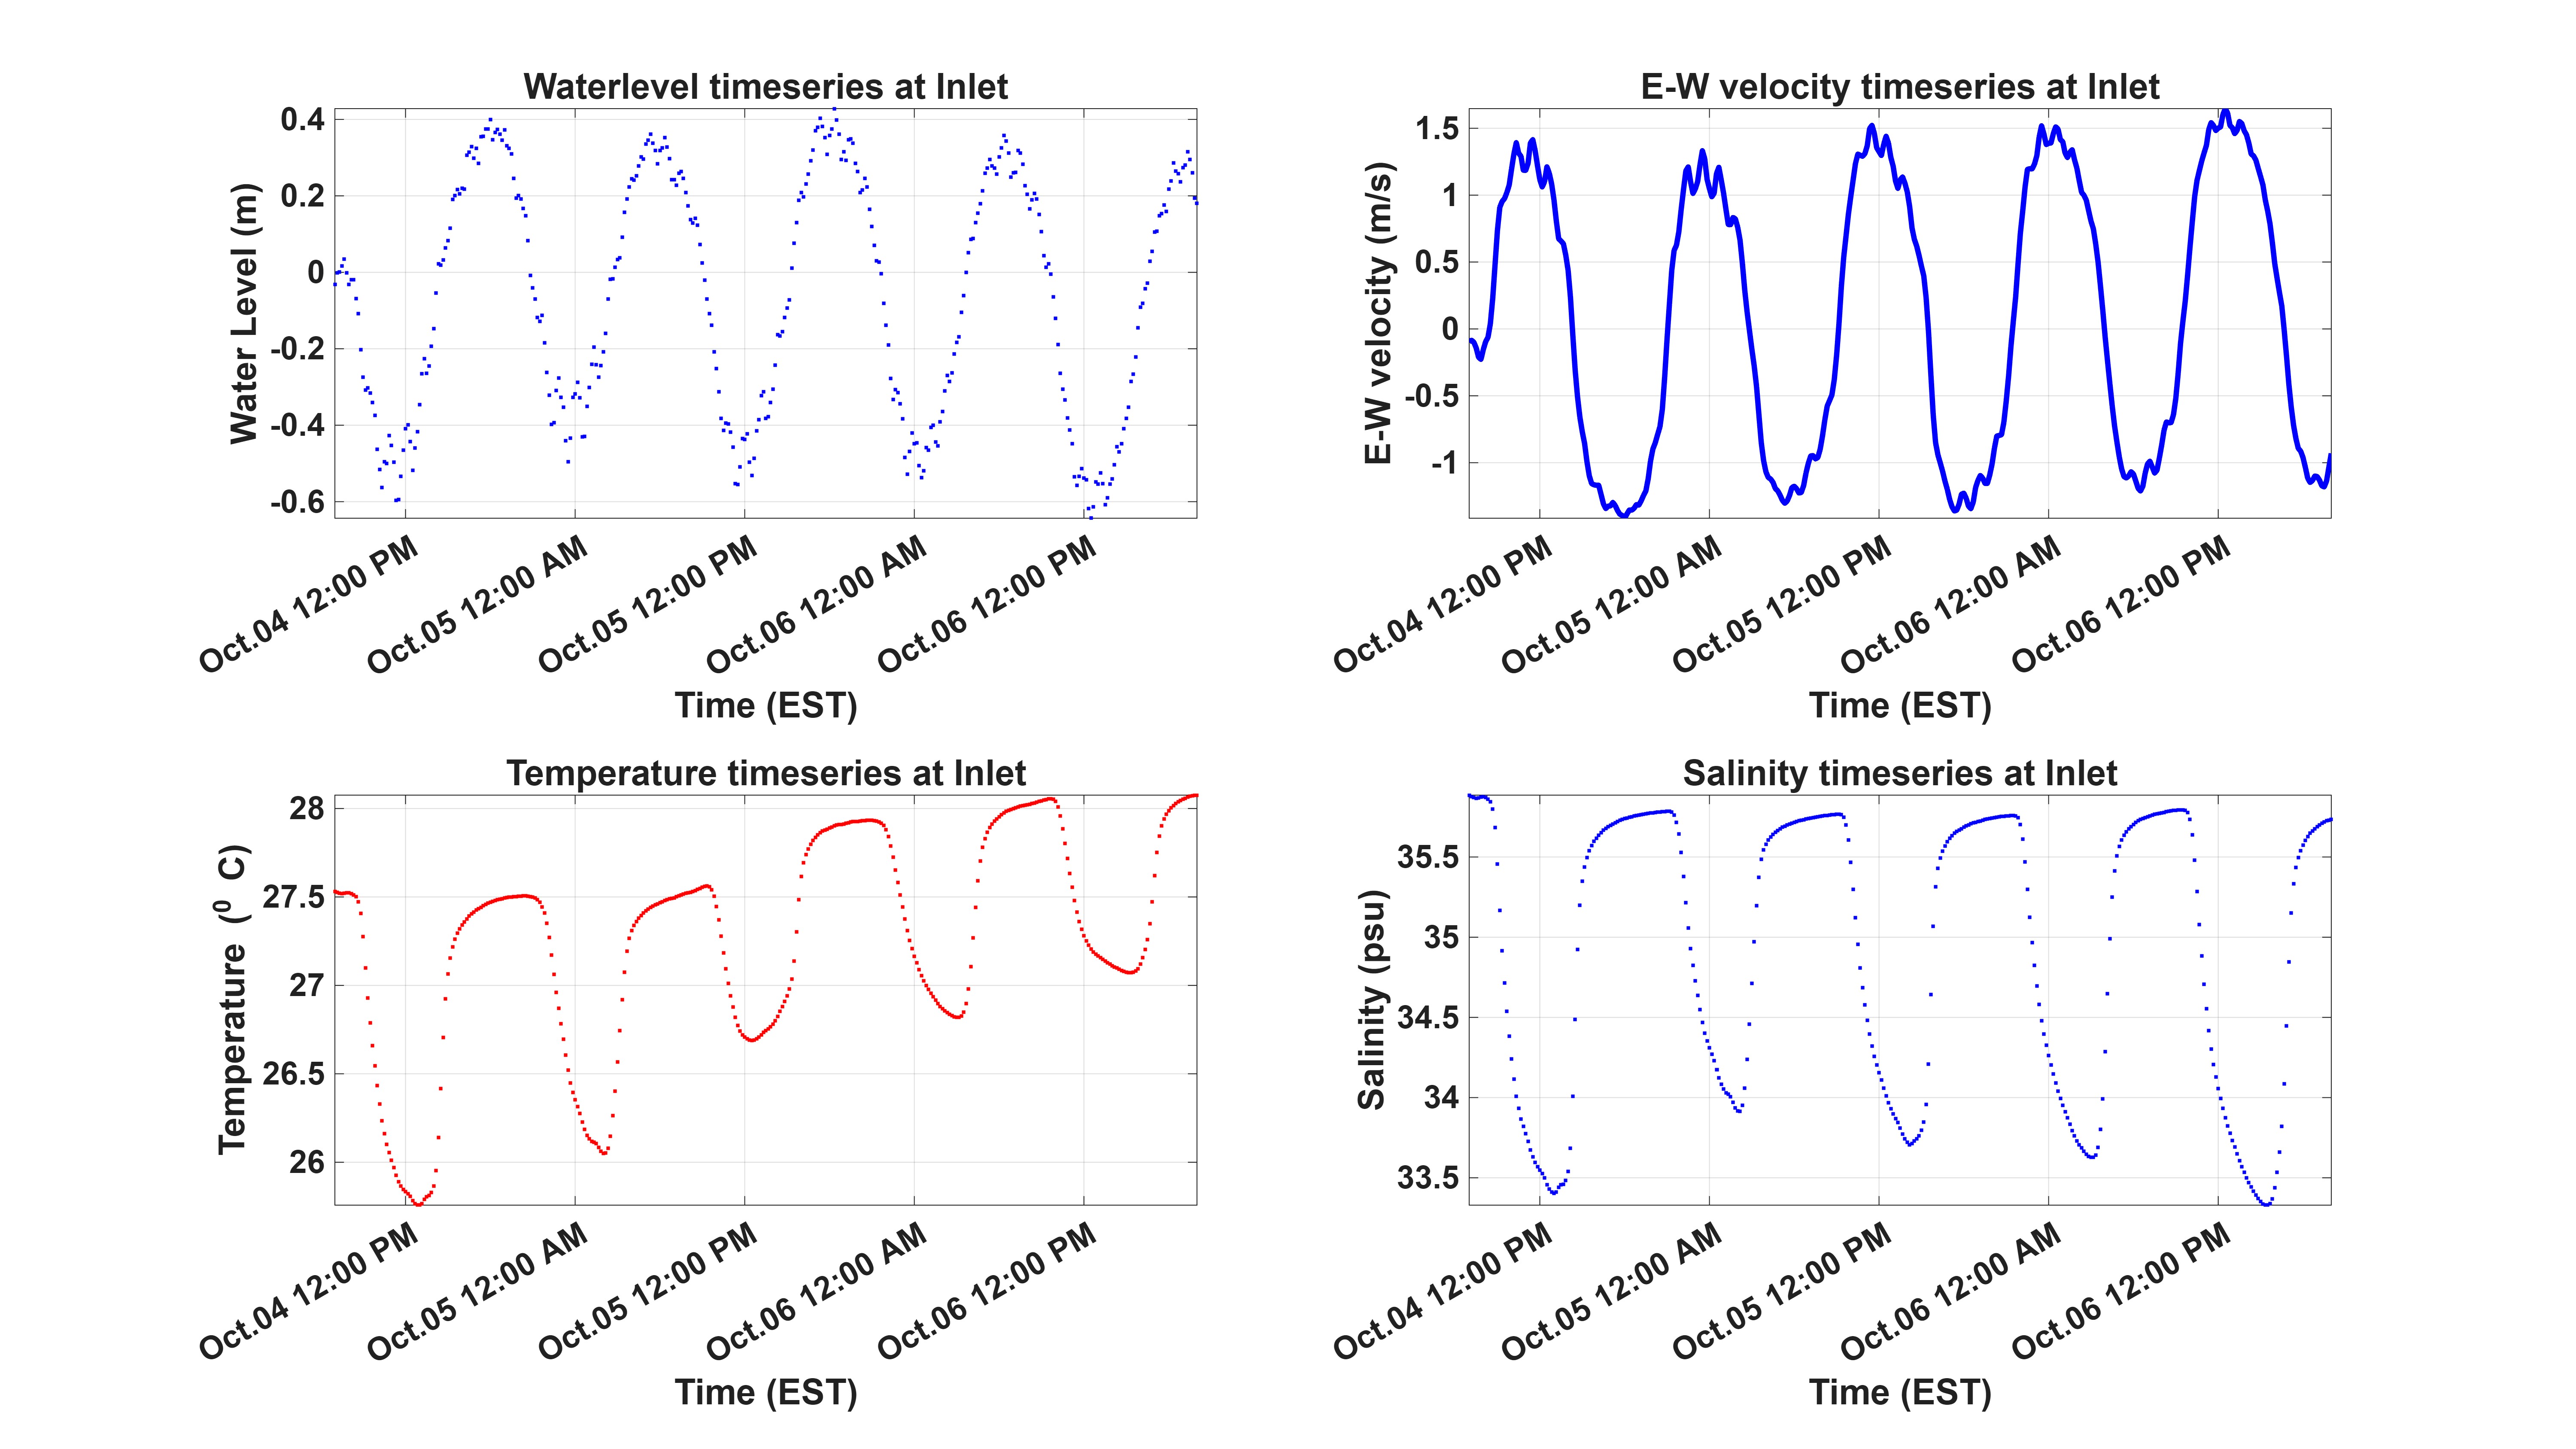 Waterlevel timeseries at Inlet
Water Level (m)
0.4
0.2
0
-0.2
-0.4
-0.6
Oct.04 12:00 PM
Oct.05 12:00 AM
Oct.05 12:00 PM
Oct.06 12:00 AM
Oct.06 12:00 PM
Time (EST)
E-W velocity timeseries at Inlet
E-W velocity (m/s)
1.5
1
0.5
0
-0.5
-1
Oct.04 12:00 PM
Oct.05 12:00 AM
Oct.05 12:00 PM
Oct.06 12:00 AM
Oct.06 12:00 PM
Time (EST)
Temperature timeseries at Inlet
Temperature (⁰ C)
28
27.5
27
26.5
26
Oct.04 12:00 PM
Oct.05 12:00 AM
Oct.05 12:00 PM
Oct.06 12:00 AM
Oct.06 12:00 PM
Time (EST)
Salinity timeseries at Inlet
Salinity (psu)
35.5
35
34.5
34
33.5
Oct.04 12:00 PM
Oct.05 12:00 AM
Oct.05 12:00 PM
Oct.06 12:00 AM
Oct.06 12:00 PM
Time (EST)